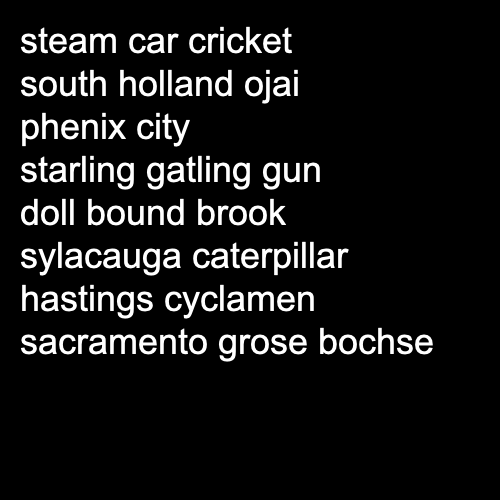 steam car cricket
south holland ojai
phenix city
starling gatling gun
doll bound brook
sylacauga caterpillar
hastings cyclamen
sacramento grose bochse